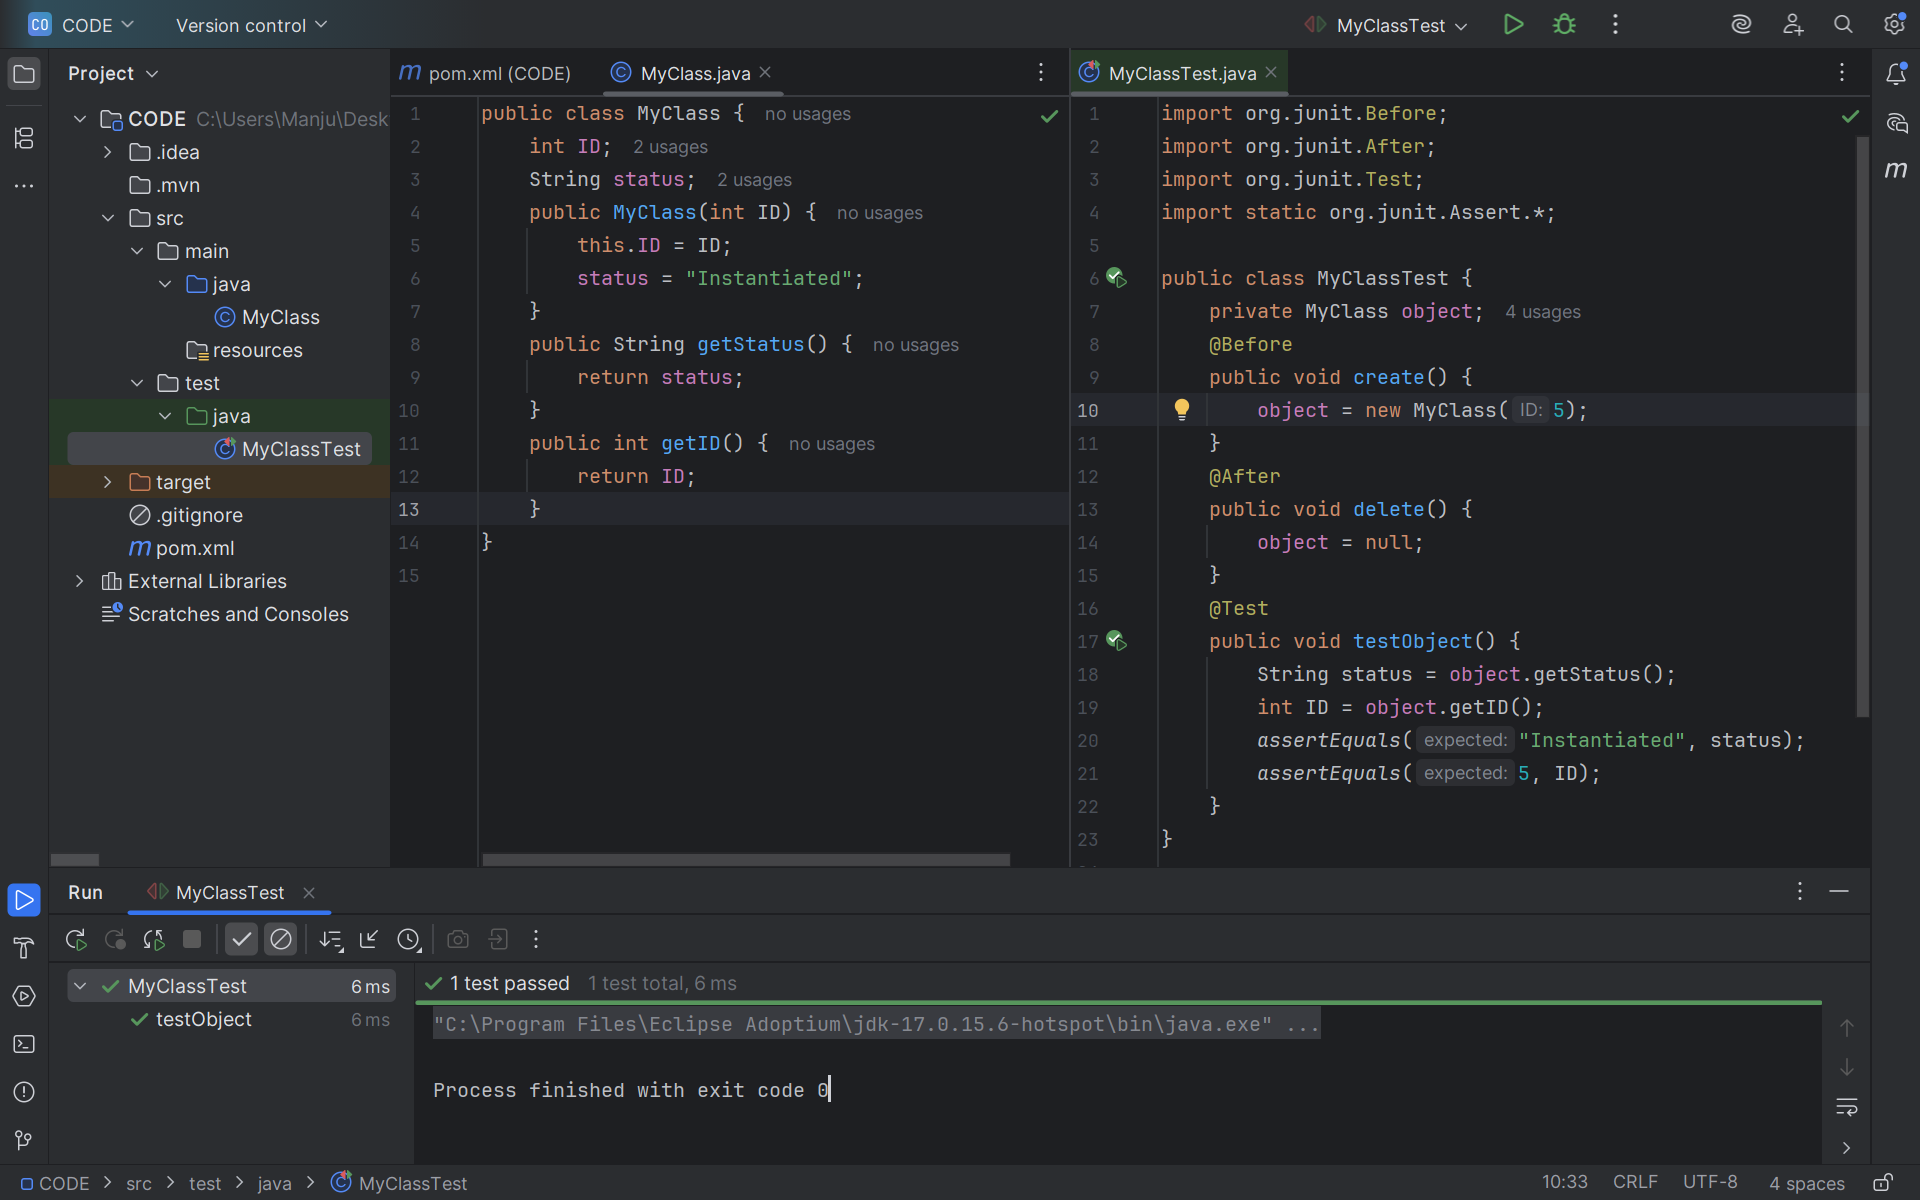 CO CODE Version control MyClassTest
Project
CODE C:\Users\Manju\Desk
.idea
.mvn
src
main
java
MyClass
resources
test
java
MyClassTest
target
.gitignore
pom.xml
External Libraries
Scratches and Consoles
pom.xml (CODE) MyClass.java
1 public class MyClass { no usages
2 int ID; 2 usages
3 String status; 2 usages
4 public MyClass(int ID) { no usages
5 this.ID = ID;
6 status = "Instantiated";
7 }
8 public String getStatus() { no usages
9 return status;
10 }
11 public int getID() { no usages
12 return ID;
13 }
14 }
15
MyClassTest.java
1 import org.junit.Before;
2 import org.junit.After;
3 import org.junit.Test;
4 import static org.junit.Assert.*;
5
6 public class MyClassTest {
7 private MyClass object; 4 usages
8 @Before
9 public void create() {
10 object = new MyClass( ID: 5);
11 }
12 @After
13 public void delete() {
14 object = null;
15 }
16 @Test
17 public void testObject() {
18 String status = object.getStatus();
19 int ID = object.getID();
20 assertEquals( expected: "Instantiated", status);
21 assertEquals( expected: 5, ID);
22 }
23 }
Run MyClassTest
MyClassTest 6 ms
testObject 6 ms
1 test passed 1 test total, 6 ms
"C:\Program Files\Eclipse Adoptium\jdk-17.0.15.6-hotspot\bin\java.exe" ...
Process finished with exit code 0
CODE > src > test > java > MyClassTest 10:33 CRLF UTF-8 4 spaces